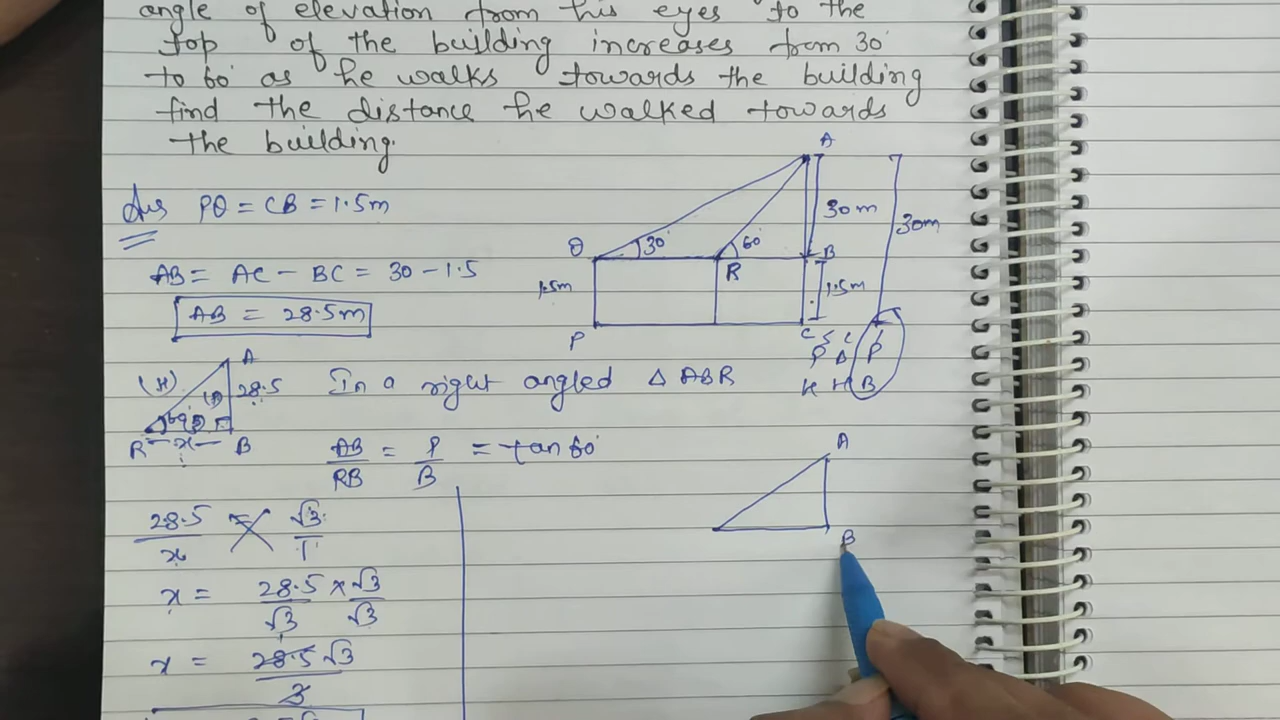 angle of elevation from his eyes to the
top of the building increases from 30°
to 60° as he walks towards the building
find the distance he walked towards
the building.
A
Ans PQ = CB = 1.5m
30m
30m
Q 30° 60° B
R
AB = AC - BC = 30 - 1.5
1.5m 1.5m
AB = 28.5m
P C
A
(H) 28.5 In a right angled △ ABR
H H B
R x B
AB/RB = P/B = tan 60°
A
28.5/x = √3/1
B
x = 28.5/√3 × √3/√3
x = 28.5√3/3